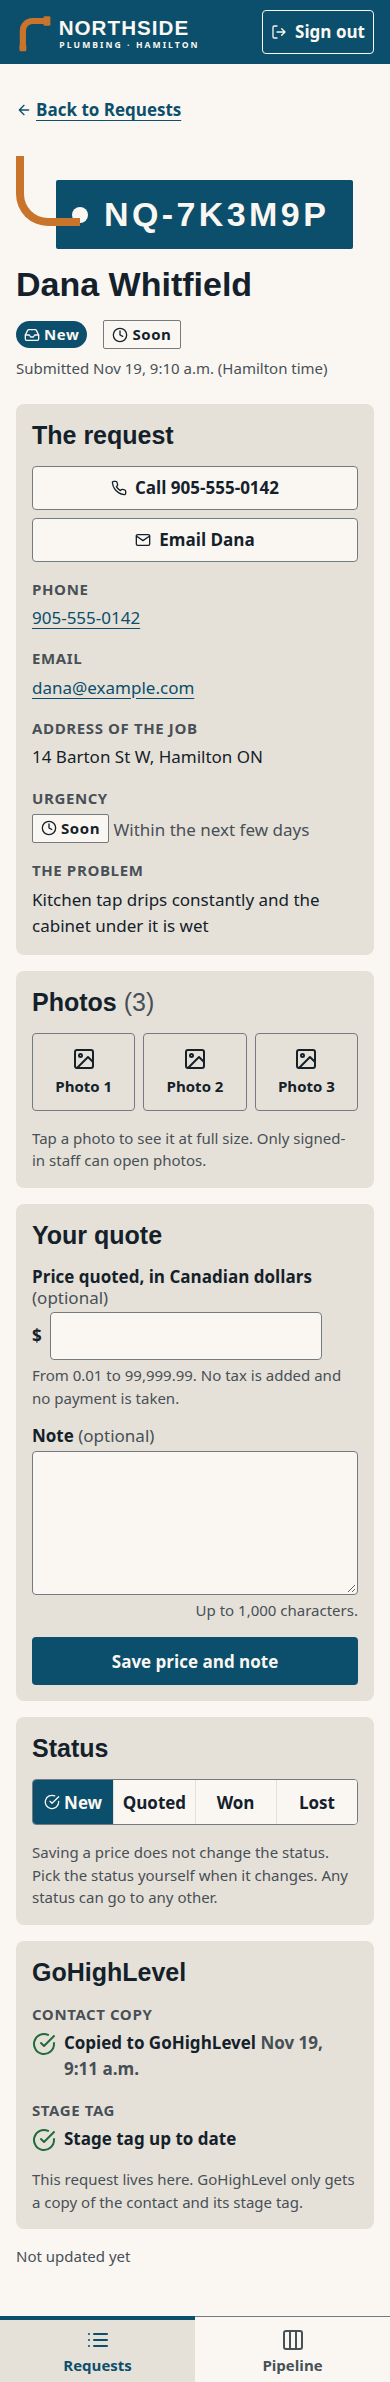 NORTHSIDE
PLUMBING · HAMILTON
Sign out
Back to Requests
NQ-7K3M9P
Dana Whitfield
New
Soon
Submitted Nov 19, 9:10 a.m. (Hamilton time)
The request
Call 905-555-0142
Email Dana
PHONE
905-555-0142
EMAIL
dana@example.com
ADDRESS OF THE JOB
14 Barton St W, Hamilton ON
URGENCY
Soon Within the next few days
THE PROBLEM
Kitchen tap drips constantly and the
cabinet under it is wet
Photos (3)
Photo 1
Photo 2
Photo 3
Tap a photo to see it at full size. Only signed-
in staff can open photos.
Your quote
Price quoted, in Canadian dollars
(optional)
$
From 0.01 to 99,999.99. No tax is added and
no payment is taken.
Note (optional)
Up to 1,000 characters.
Save price and note
Status
New
Quoted
Won
Lost
Saving a price does not change the status.
Pick the status yourself when it changes. Any
status can go to any other.
GoHighLevel
CONTACT COPY
Copied to GoHighLevel Nov 19,
9:11 a.m.
STAGE TAG
Stage tag up to date
This request lives here. GoHighLevel only gets
a copy of the contact and its stage tag.
Not updated yet
Requests
Pipeline